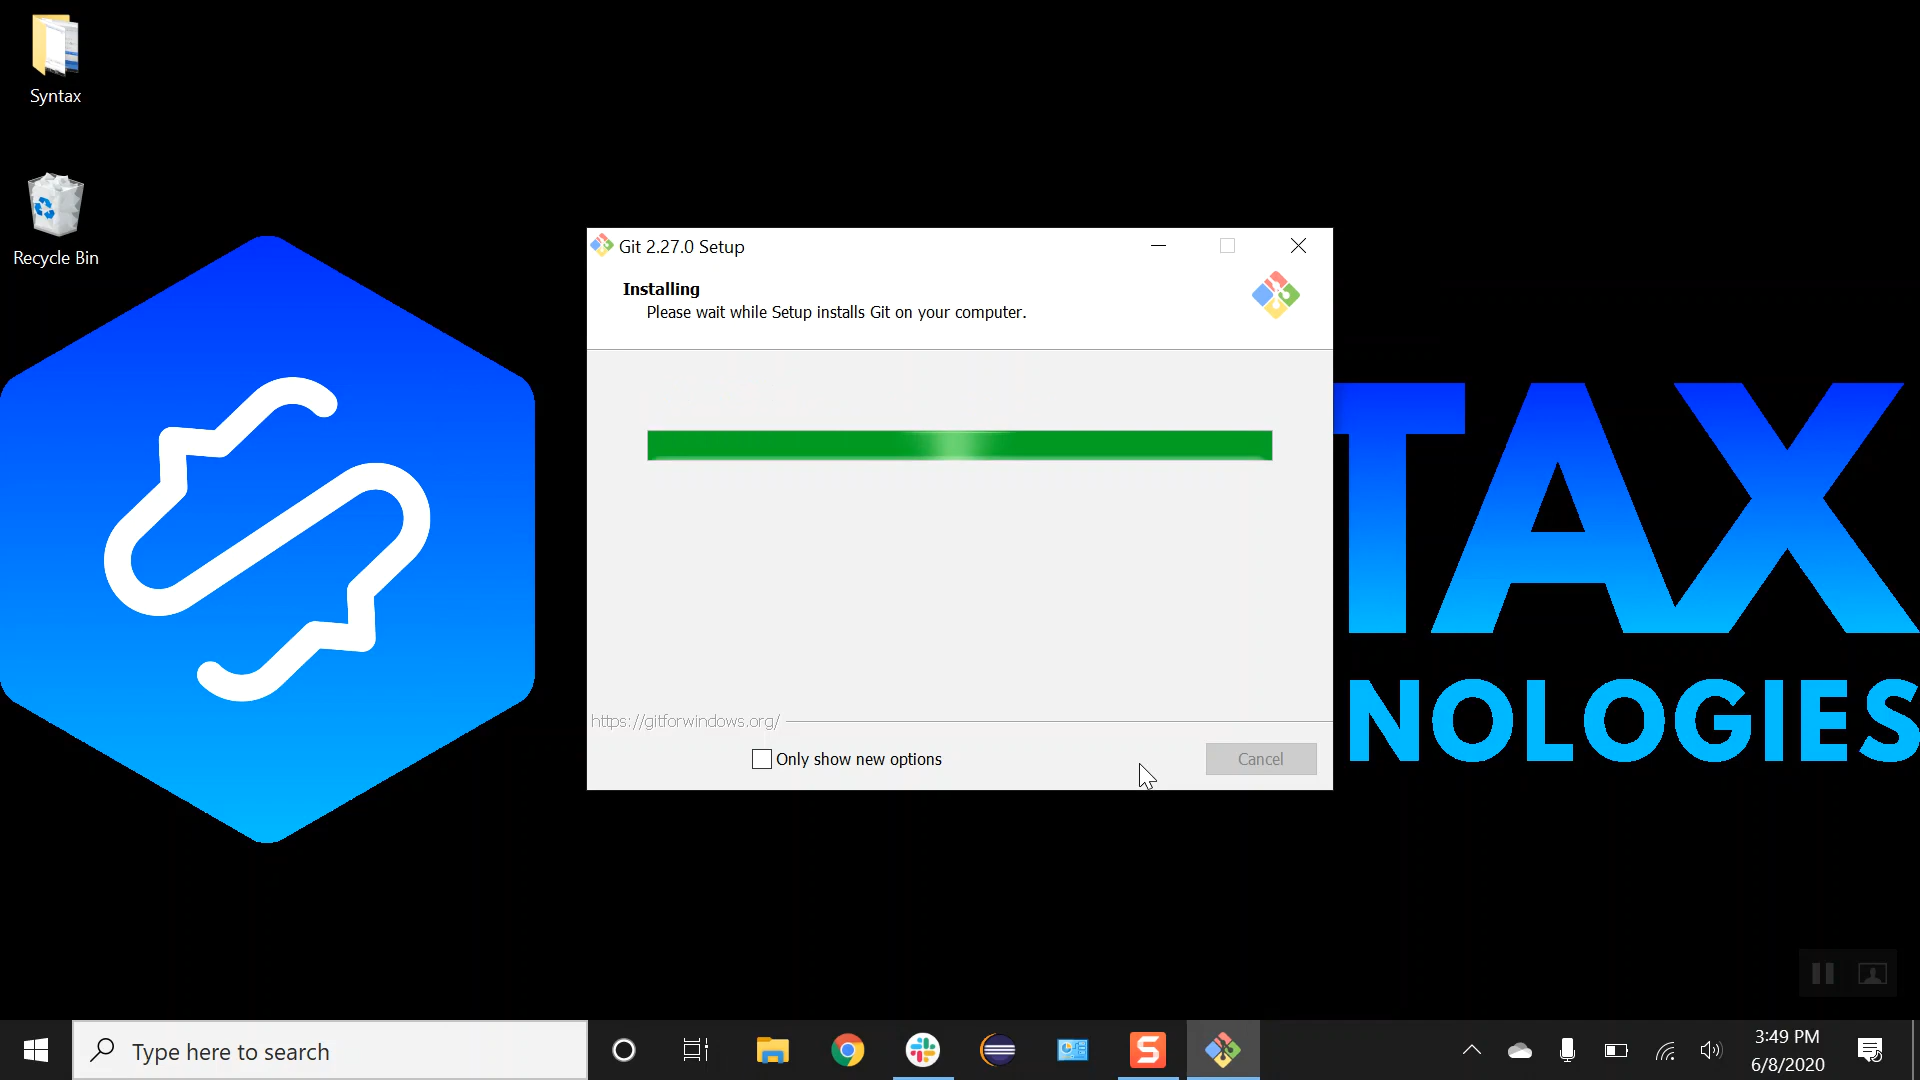 Syntax
Recycle Bin
Git 2.27.0 Setup
Installing
Please wait while Setup installs Git on your computer.
TAX
NOLOGIES
https://gitforwindows.org/
Only show new options
Cancel
Type here to search
3:49 PM
6/8/2020